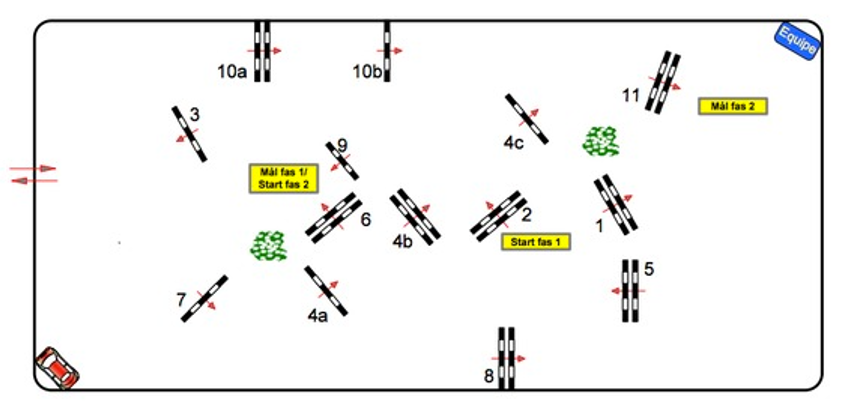 Equipe
10a
10b
11
Mål fas 2
3
4c
9
Mål fas 1/
Start fas 2
6
4b
2
1
Start fas 1
5
7
4a
8